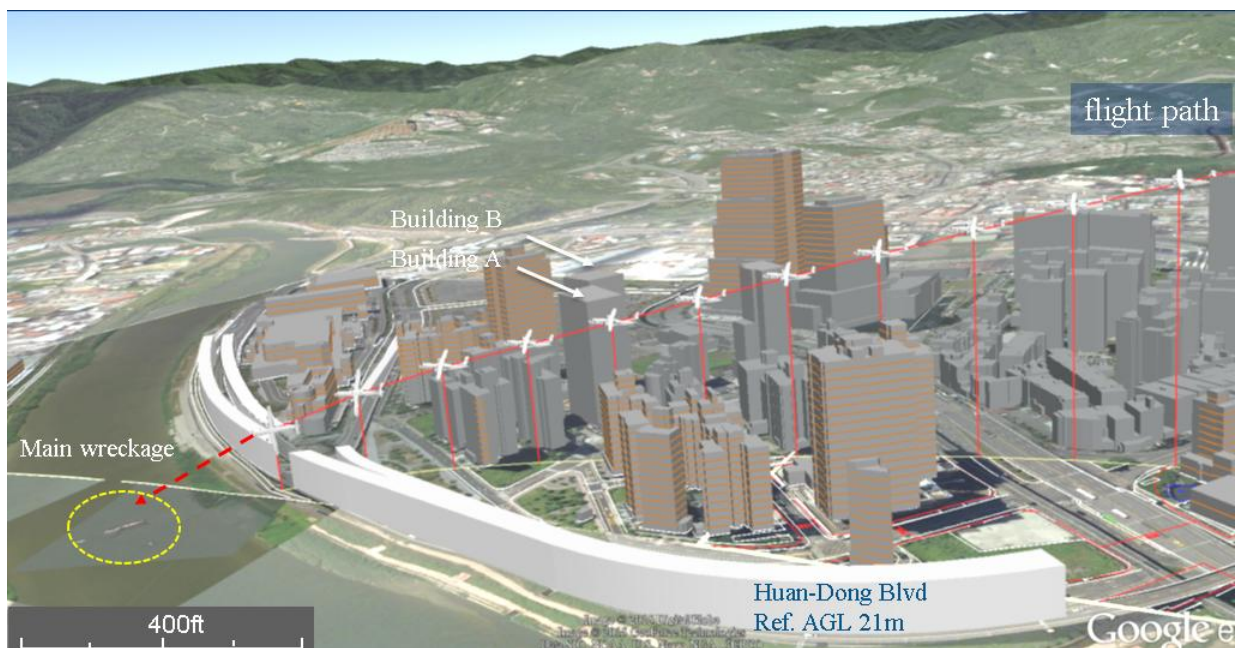 flight path
Building B
Building A
Main wreckage
Huan-Dong Blvd
Ref. AGL 21m
400ft
Google e